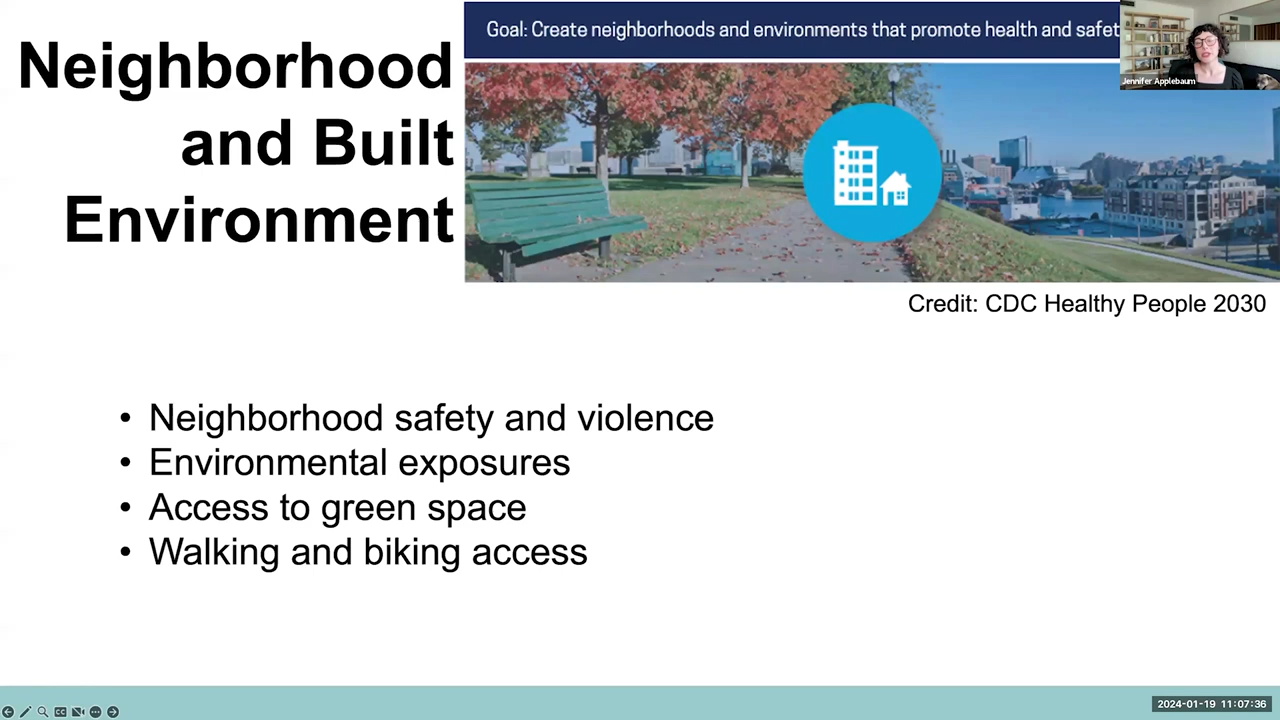 Neighborhood
and Built
Environment
Goal: Create neighborhoods and environments that promote health and safet
Jennifer Applebaum
Credit: CDC Healthy People 2030
• Neighborhood safety and violence
• Environmental exposures
• Access to green space
• Walking and biking access
CC
2024-01-19 11:07:36